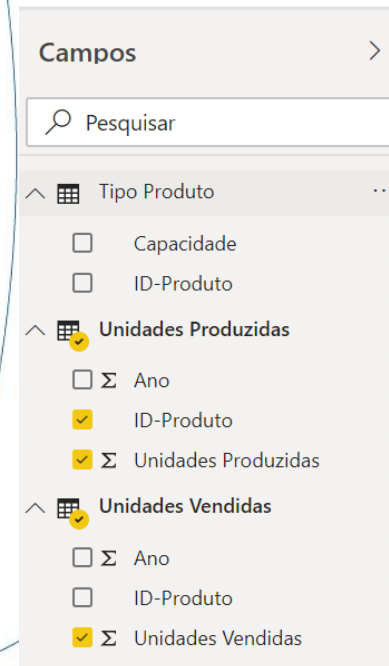 Campos
Pesquisar
Tipo Produto
Capacidade
ID-Produto
Unidades Produzidas
Σ Ano
ID-Produto
Σ Unidades Produzidas
Unidades Vendidas
Σ Ano
ID-Produto
Σ Unidades Vendidas